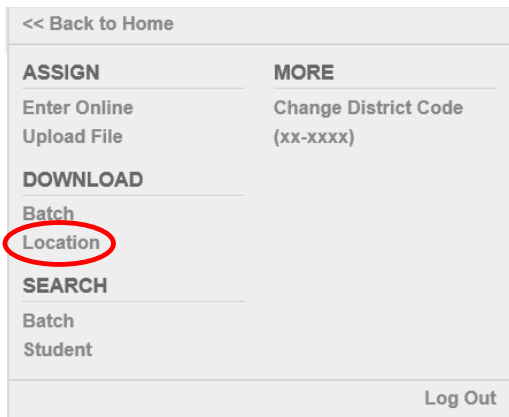 << Back to Home
ASSIGN
Enter Online
Upload File
DOWNLOAD
Batch
Location
SEARCH
Batch
Student
MORE
Change District Code
(xx-xxxx)
Log Out